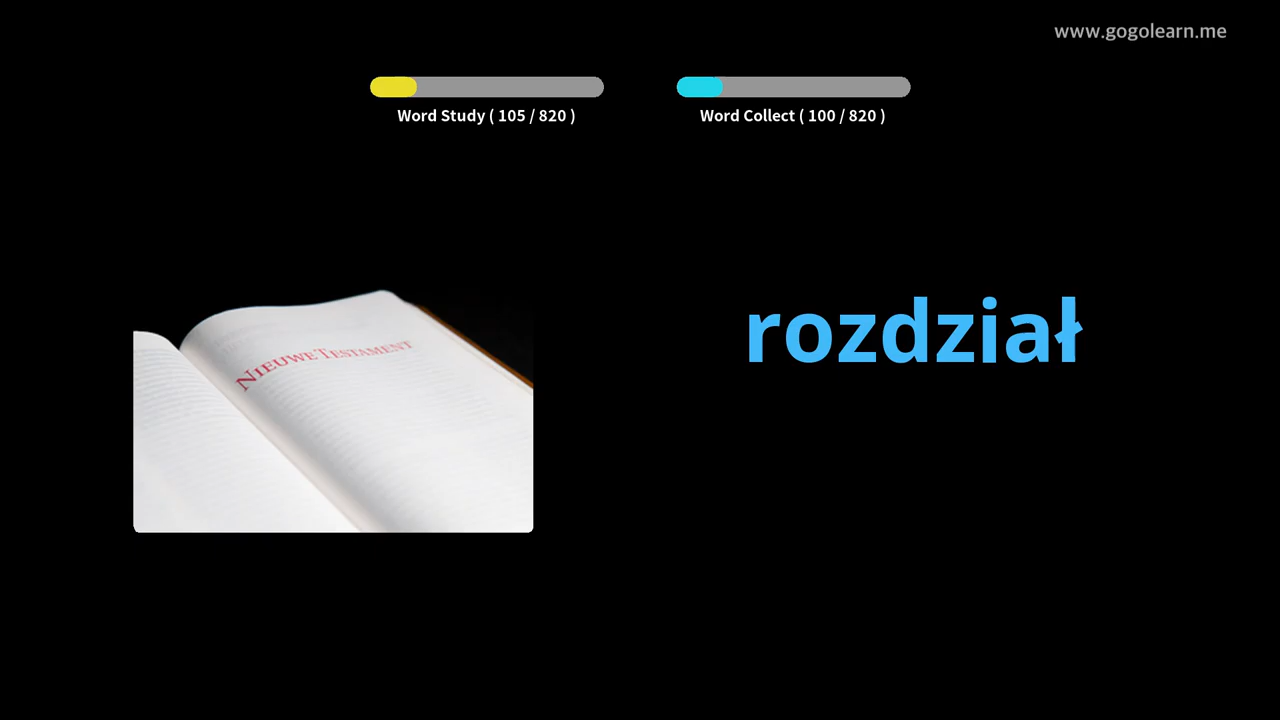 www.gogolearn.me
Word Study ( 105 / 820 )
Word Collect ( 100 / 820 )
rozdział
NIEUWE TESTAMENT